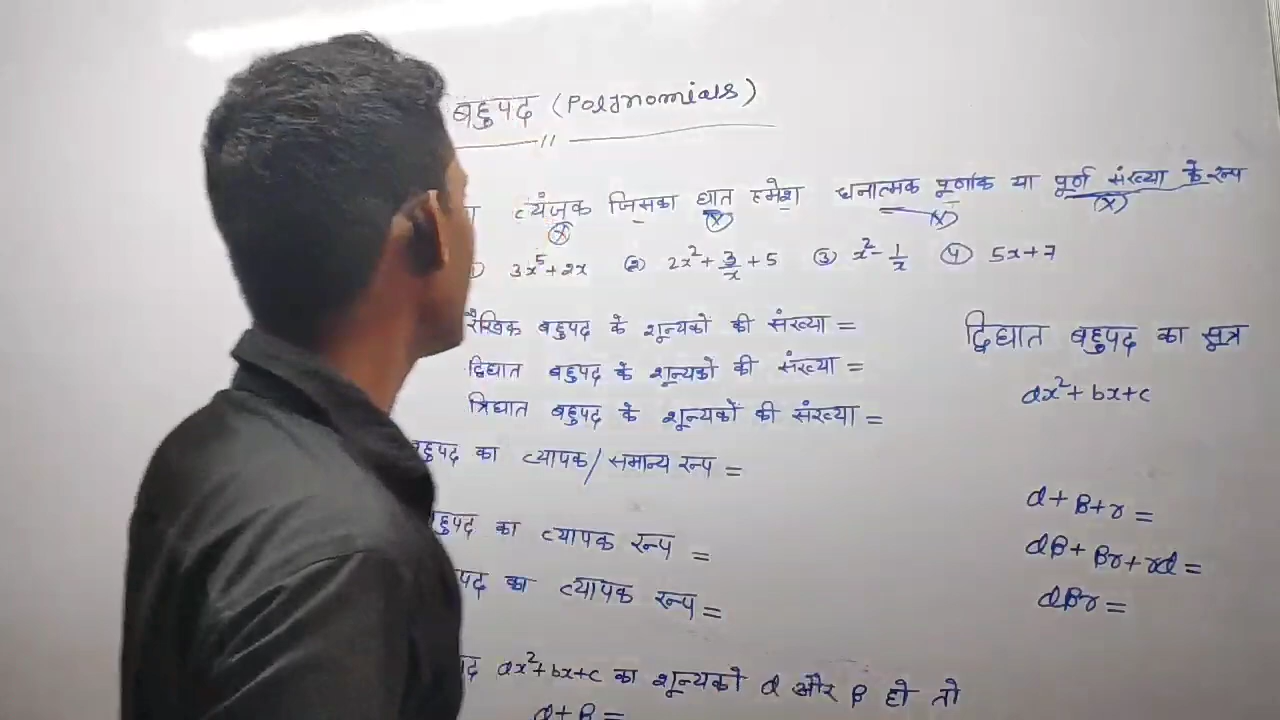 बहुपद (Polynomials)
व्यंजक जिसका घात हमेश धनात्मक पूर्णांक या पूर्ण संख्या के रूप
3x⁵+2x ② 2x²+3/x+5 ③ x²-1/x ④ 5x+7
रैखिक बहुपद के शून्यकों की संख्या =
द्विघात बहुपद के शून्यको की संख्या =
त्रिघात बहुपद के शून्यकों की संख्या =
बहुपद का व्यापक/समान्य रूप =
बहुपद का व्यापक रूप =
पद का व्यापक रूप =
पद ax²+bx+c का शून्यको α और β हो तो
α+β=
द्विघात बहुपद का सूत्र
ax²+bx+c
α+β+γ=
αβ+βγ+γα=
αβγ=